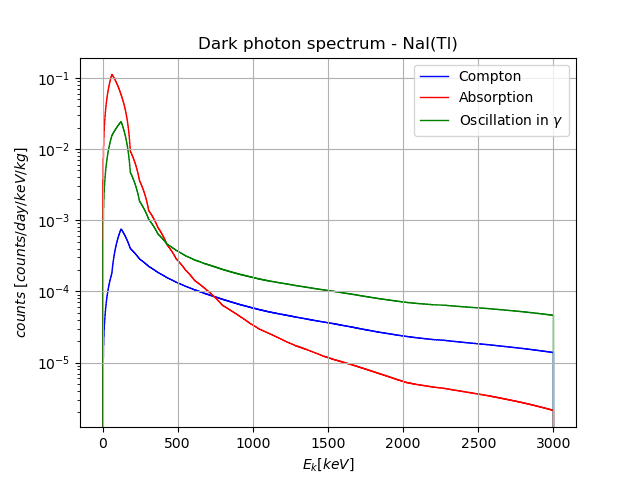 Dark photon spectrum - NaI(Tl)
Compton
Absorption
Oscillation in γ
counts [counts/day/keV/kg]
10⁻¹
10⁻²
10⁻³
10⁻⁴
10⁻⁵
0 500 1000 1500 2000 2500 3000
Eₖ[keV]